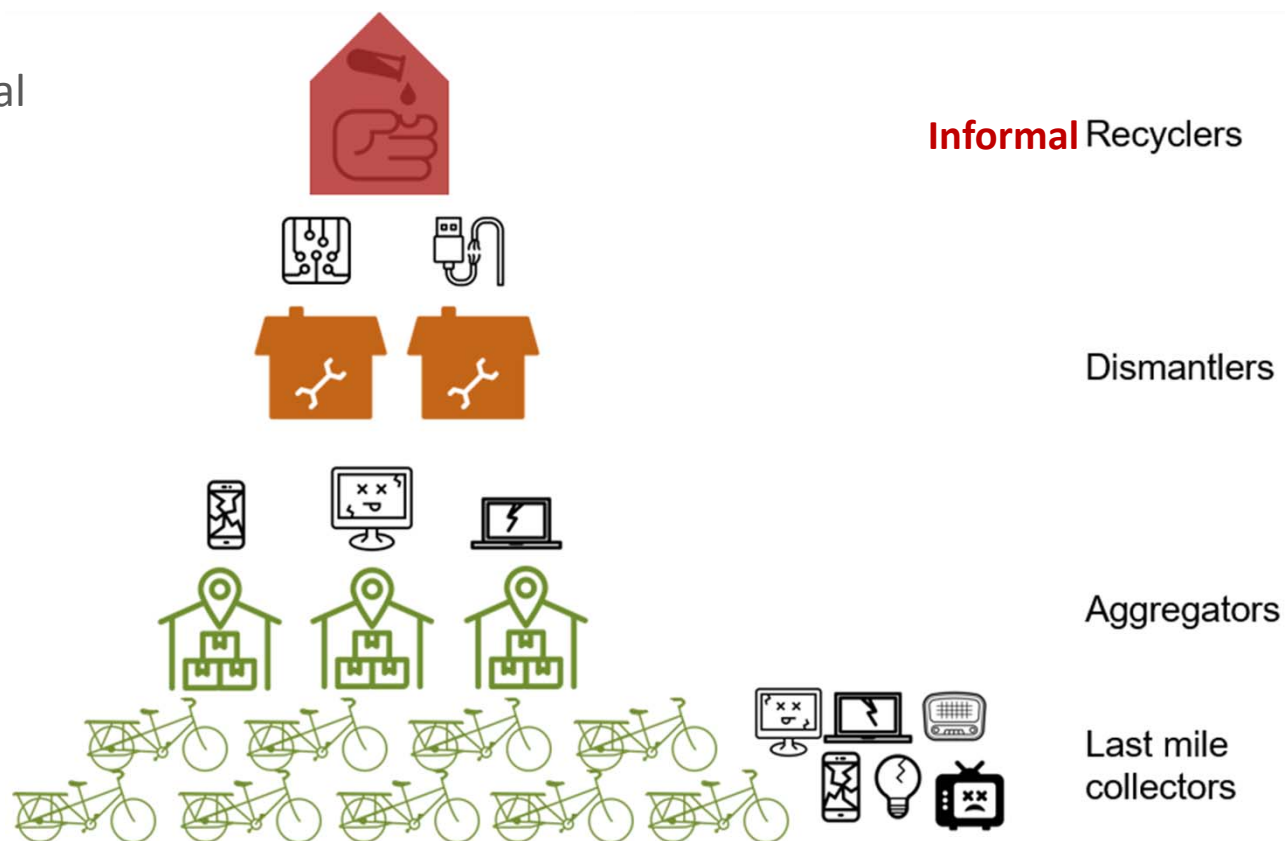 al
Informal Recyclers
Dismantlers
Aggregators
Last mile
collectors